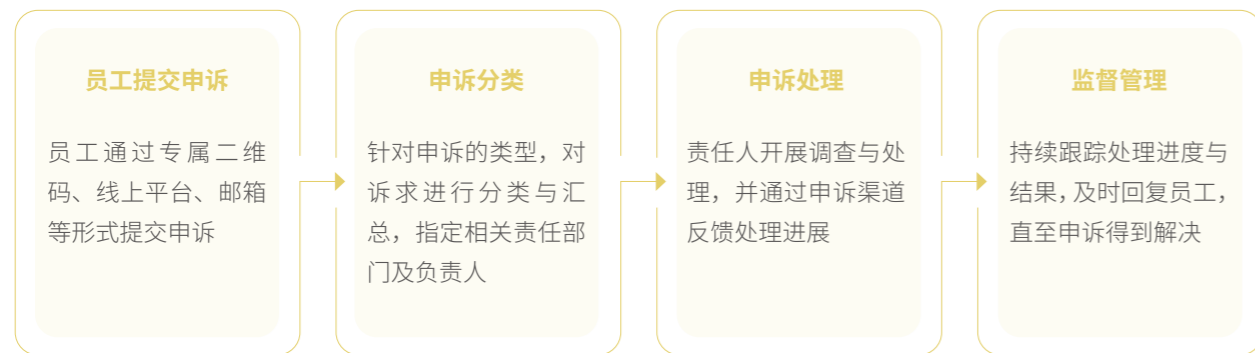 员工提交申诉
员工通过专属二维
码、线上平台、邮箱
等形式提交申诉
申诉分类
针对申诉的类型，对
诉求进行分类与汇
总，指定相关责任部
门及负责人
申诉处理
责任人开展调查与处
理，并通过申诉渠道
反馈处理进展
监督管理
持续跟踪处理进度与
结果，及时回复员工，
直至申诉得到解决